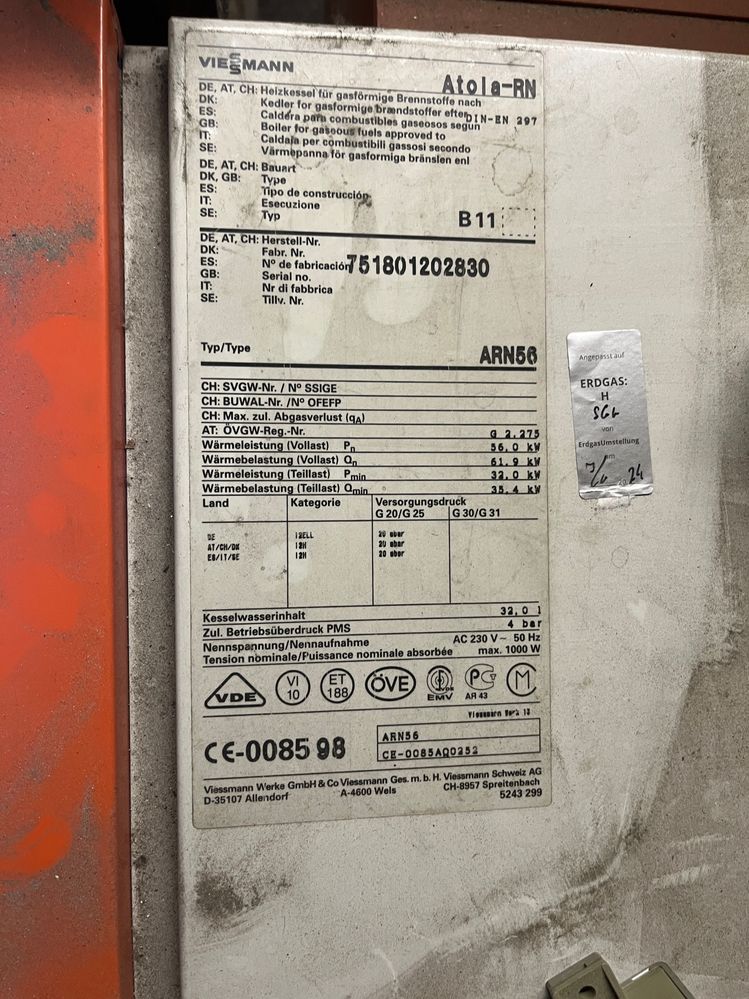 VIESMANN
Atola-RN
DE, AT, CH: Heizkessel für gasförmige Brennstoffe nach
DK: Kedler for gasformige brændstoffer efter
ES: Caldera para combustibles gaseosos segun
DIN-EN 297
GB: Boiler for gaseous fuels approved to
IT: Caldaia per combustibili gassosi secondo
SE: Värmepanna för gasformiga bränslen enl
DE, AT, CH: Bauart
DK, GB: Type
ES: Tipo de construcción
IT: Esecuzione
SE: Typ
B 11
DE, AT, CH: Herstell-Nr.
DK: Fabr. Nr.
ES: Nº de fabricación
751801202830
GB: Serial no.
IT: Nr di fabbrica
SE: Tillv. Nr.
Typ/Type
ARN56
CH: SVGW-Nr. / Nº SSIGE
CH: BUWAL-Nr. /Nº OFEFP
CH: Max. zul. Abgasverlust (qA)
AT: ÖVGW-Reg.-Nr. G 2.275
Wärmeleistung (Vollast) Pn 56,0 kW
Wärmebelastung (Vollast) Qn 61,9 kW
Wärmeleistung (Teillast) Pmin 32,0 kW
Wärmebelastung (Teillast) Qmin 35,4 kW
Land Kategorie Versorgungsdruck
G 20/G 25 G 30/G 31
DE I2ELL 20 mbar
AT/CH/DK I2H 20 mbar
ES/IT/SE I2H 20 mbar
Kesselwasserinhalt 32,0 l
Zul. Betriebsüberdruck PMS 4 bar
Nennspannung/Nennaufnahme AC 230 V~ 50 Hz
Tension nominale/Puissance nominale absorbée max. 1000 W
VDE
VI 10
ET 188
ÖVE
VDE
EMV
AR 43
M
Viessmann Werk 13
CE-0085 98
ARN56
CE-0085AQ0252
Viessmann Werke GmbH & Co Viessmann Ges. m. b. H. Viessmann Schweiz AG
D-35107 Allendorf A-4600 Wels CH-8957 Spreitenbach
5243 299
Angepasst auf
ERDGAS:
H
von
ErdgasUmstellung
am
2024